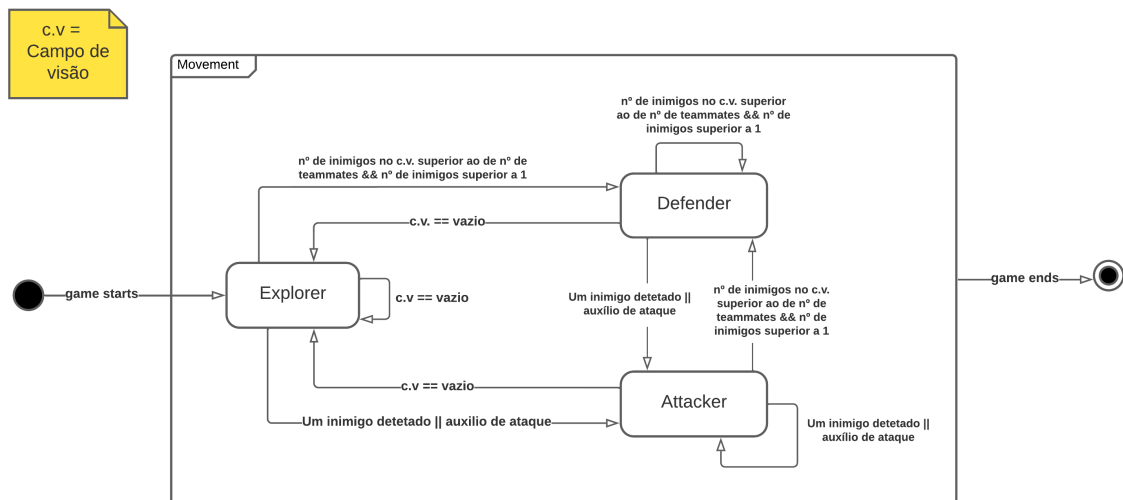 c.v =
Campo de
visão
Movement
nº de inimigos no c.v. superior
ao de nº de teammates && nº de
inimigos superior a 1
nº de inimigos no c.v. superior ao de nº de
teammates && nº de inimigos superior a 1
Defender
c.v. == vazio
Explorer
game starts
c.v == vazio
Um inimigo detetado ||
auxílio de ataque
nº de inimigos no c.v.
superior ao de nº de
teammates && nº de
inimigos superior a 1
game ends
c.v == vazio
Attacker
Um inimigo detetado || auxilio de ataque
Um inimigo detetado ||
auxílio de ataque